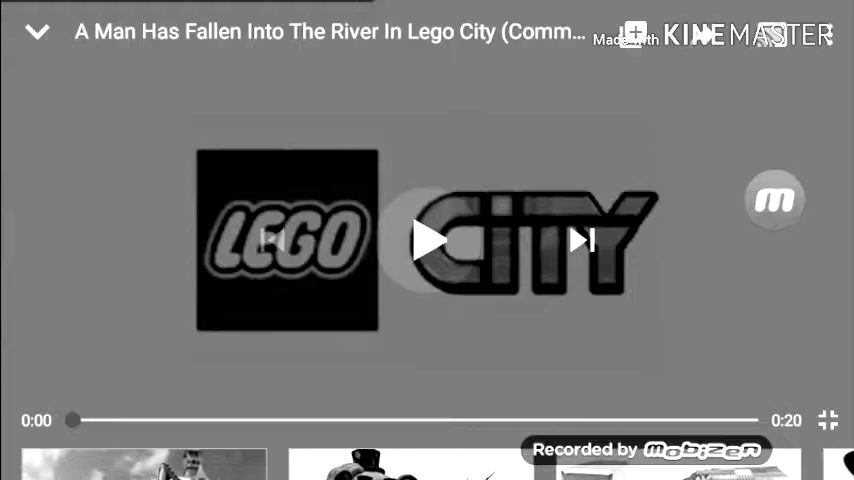 A Man Has Fallen Into The River In Lego City (Comm...
Made with KINEMASTER
LEGO CITY
m
0:00
0:20
Recorded by mobizen